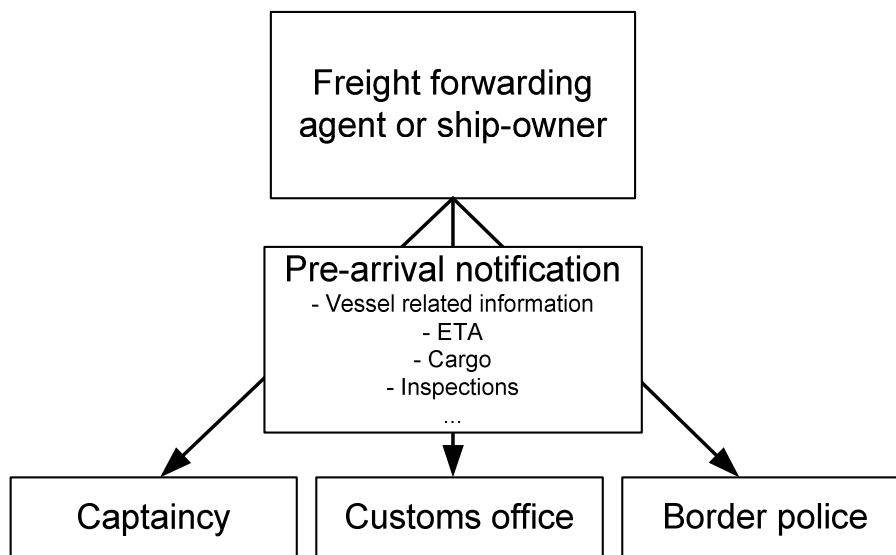 Freight forwarding
agent or ship-owner
Pre-arrival notification
- Vessel related information
- ETA
- Cargo
- Inspections
...
Captaincy
Customs office
Border police